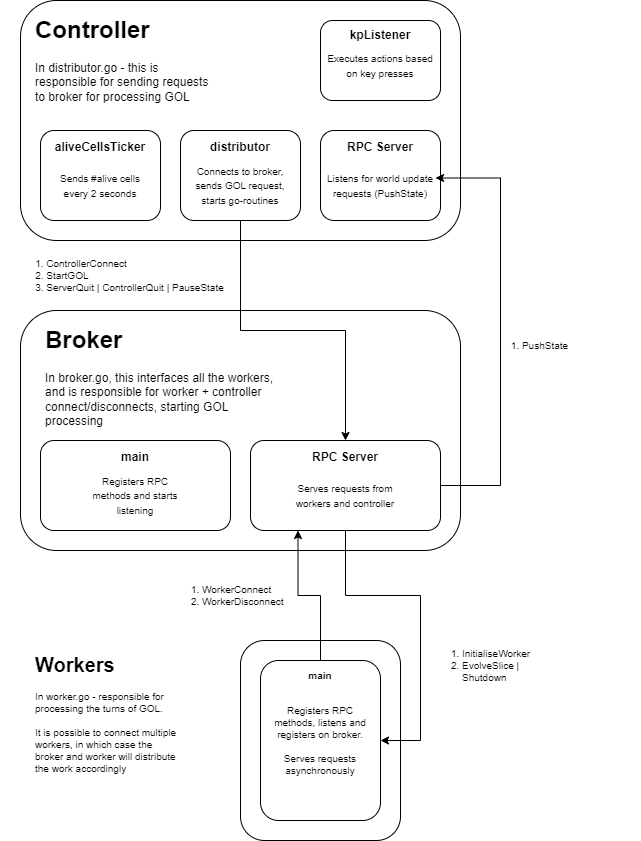 Controller
In distributor.go - this is
responsible for sending requests
to broker for processing GOL
kpListener
Executes actions based
on key presses
aliveCellsTicker
Sends #alive cells
every 2 seconds
distributor
Connects to broker,
sends GOL request,
starts go-routines
RPC Server
Listens for world update
requests (PushState)
1. ControllerConnect
2. StartGOL
3. ServerQuit | ControllerQuit | PauseState
1. PushState
Broker
In broker.go, this interfaces all the workers,
and is responsible for worker + controller
connect/disconnects, starting GOL
processing
main
Registers RPC
methods and starts
listening
RPC Server
Serves requests from
workers and controller
1. WorkerConnect
2. WorkerDisconnect
1. InitialiseWorker
2. EvolveSlice |
Shutdown
Workers
In worker.go - responsible for
processing the turns of GOL.
It is possible to connect multiple
workers, in which case the
broker and worker will distribute
the work accordingly
main
Registers RPC
methods, listens and
registers on broker.
Serves requests
asynchronously